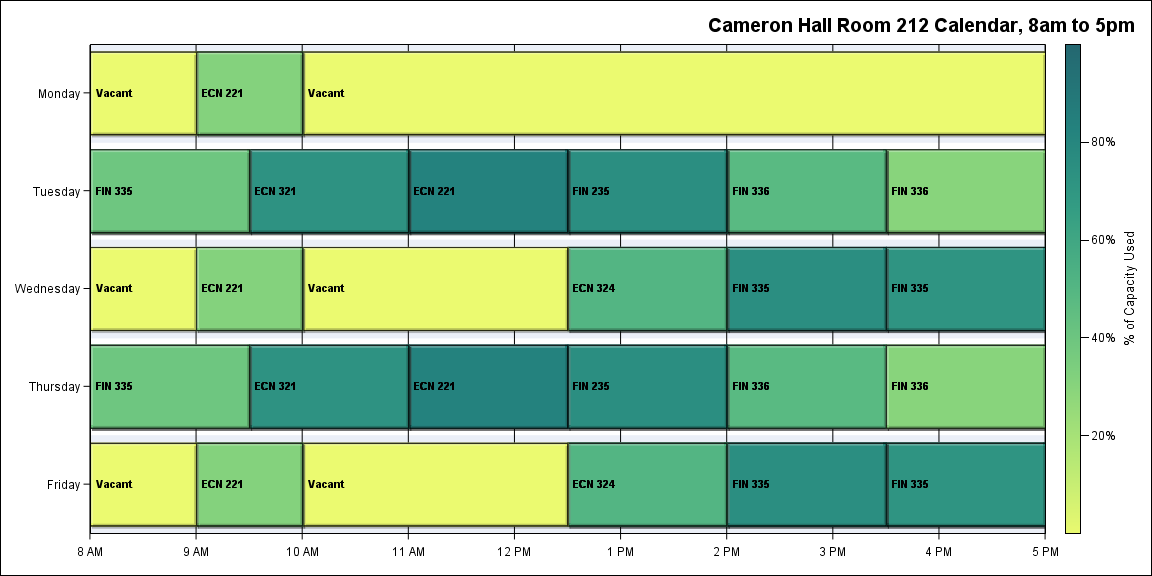 Cameron Hall Room 212 Calendar, 8am to 5pm
Monday
Vacant
ECN 221
Vacant
Tuesday
FIN 335
ECN 321
ECN 221
FIN 235
FIN 336
FIN 336
Wednesday
Vacant
ECN 221
Vacant
ECN 324
FIN 335
FIN 335
Thursday
FIN 335
ECN 321
ECN 221
FIN 235
FIN 336
FIN 336
Friday
Vacant
ECN 221
Vacant
ECN 324
FIN 335
FIN 335
8 AM
9 AM
10 AM
11 AM
12 PM
1 PM
2 PM
3 PM
4 PM
5 PM
80%
60%
40%
20%
% of Capacity Used